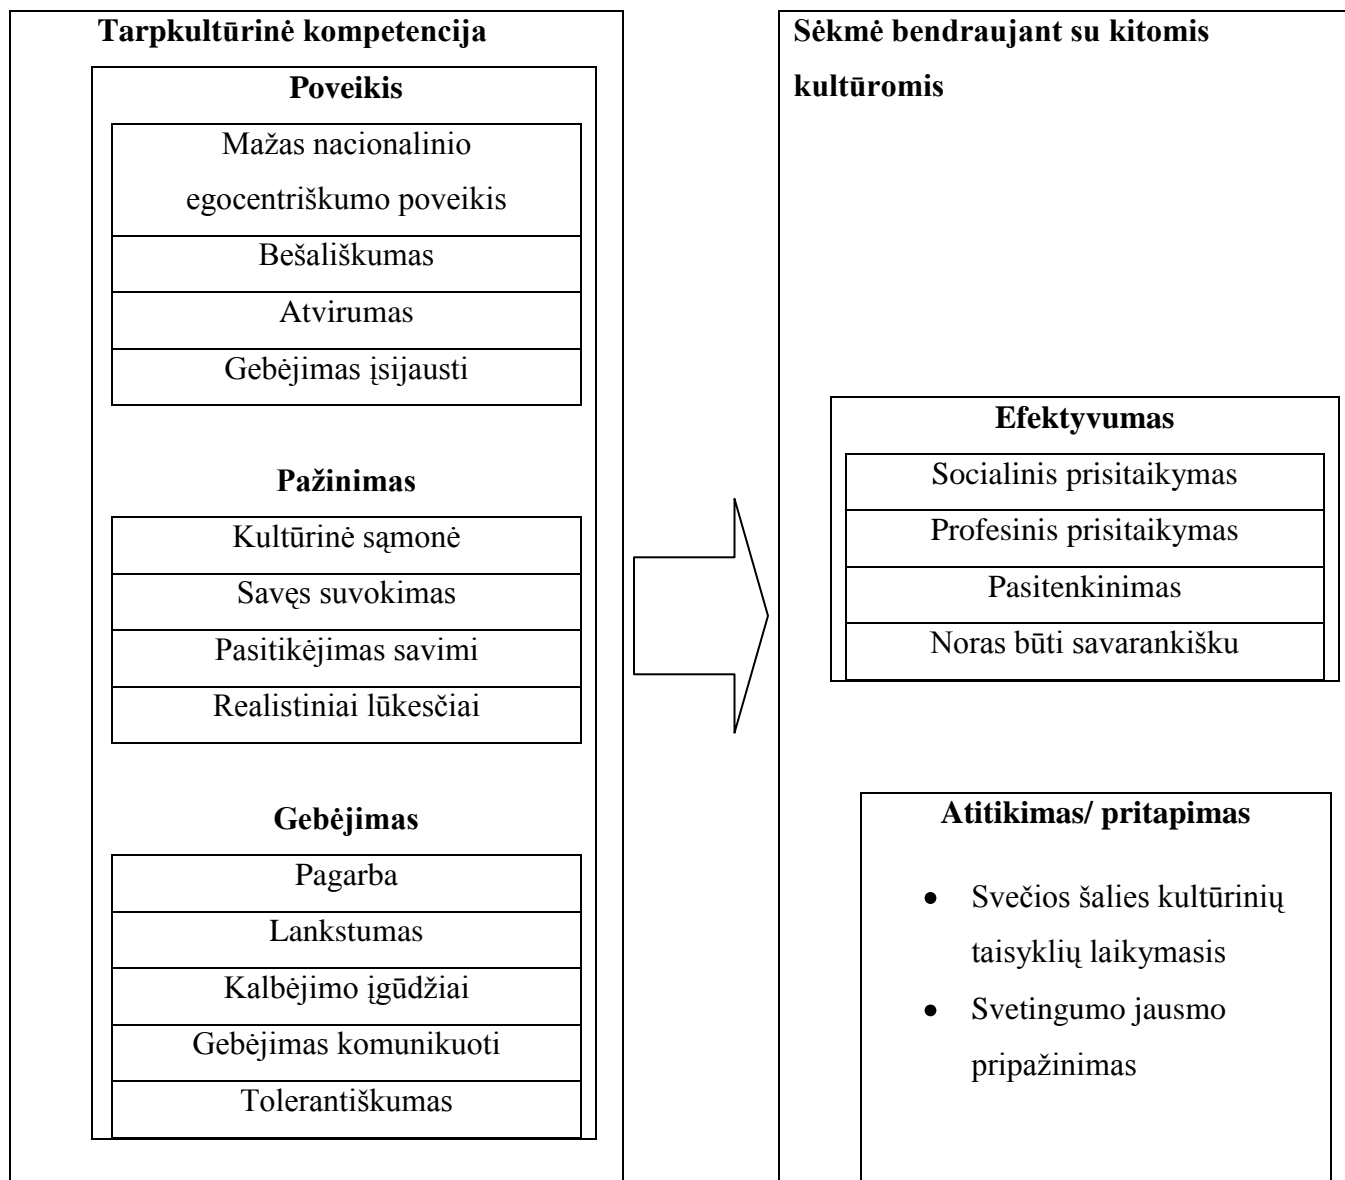 Tarpkultūrinė kompetencija
Poveikis
Mažas nacionalinio
egocentriškumo poveikis
Bešališkumas
Atvirumas
Gebėjimas įsijausti
Pažinimas
Kultūrinė sąmonė
Savęs suvokimas
Pasitikėjimas savimi
Realistiniai lūkesčiai
Gebėjimas
Pagarba
Lankstumas
Kalbėjimo įgūdžiai
Gebėjimas komunikuoti
Tolerantiškumas
Sėkmė bendraujant su kitomis
kultūromis
Efektyvumas
Socialinis prisitaikymas
Profesinis prisitaikymas
Pasitenkinimas
Noras būti savarankišku
Atitikimas/ pritapimas
• Svečios šalies kultūrinių
taisyklių laikymasis
• Svetingumo jausmo
pripažinimas